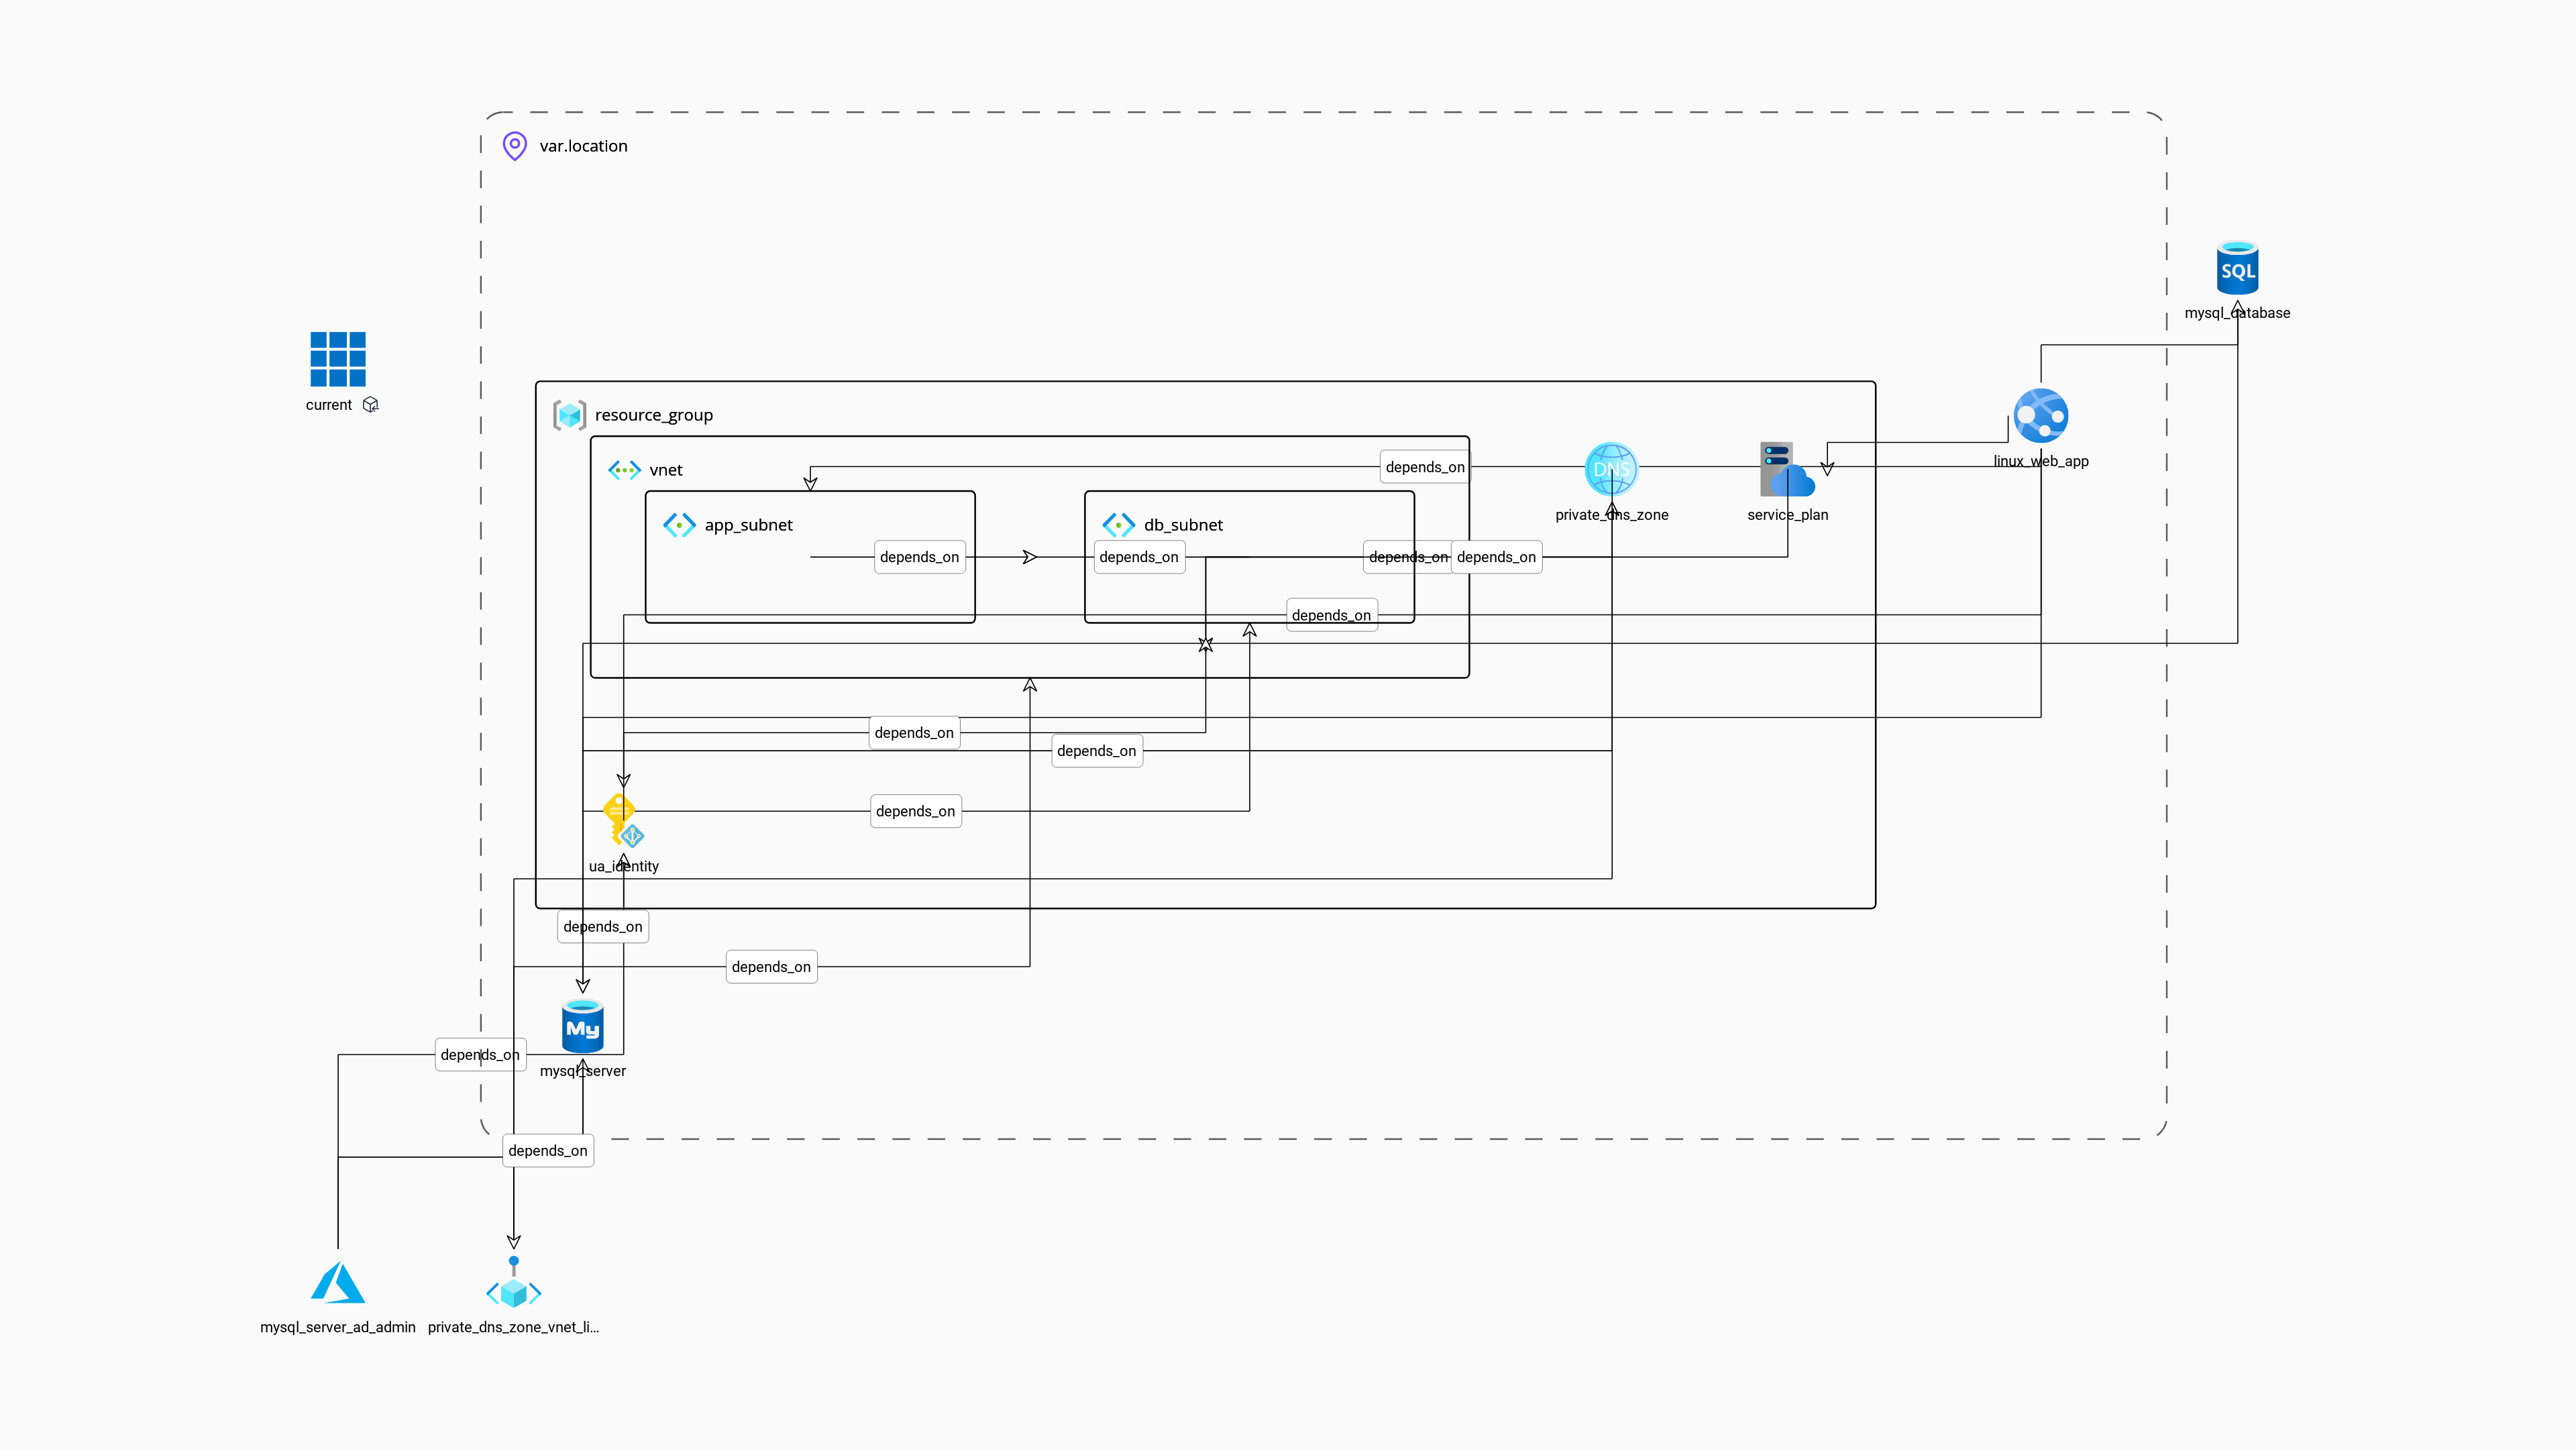 var.location
SQL
mysql_database
current
resource_group
linux_web_app
vnet
depends_on
DNS
private_dns_zone
service_plan
app_subnet
db_subnet
depends_on
depends_on
depends_on
depends_on
depends_on
depends_on
depends_on
depends_on
ua_identity
depends_on
depends_on
My
mysql_server
depends_on
depends_on
mysql_server_ad_admin
private_dns_zone_vnet_li...